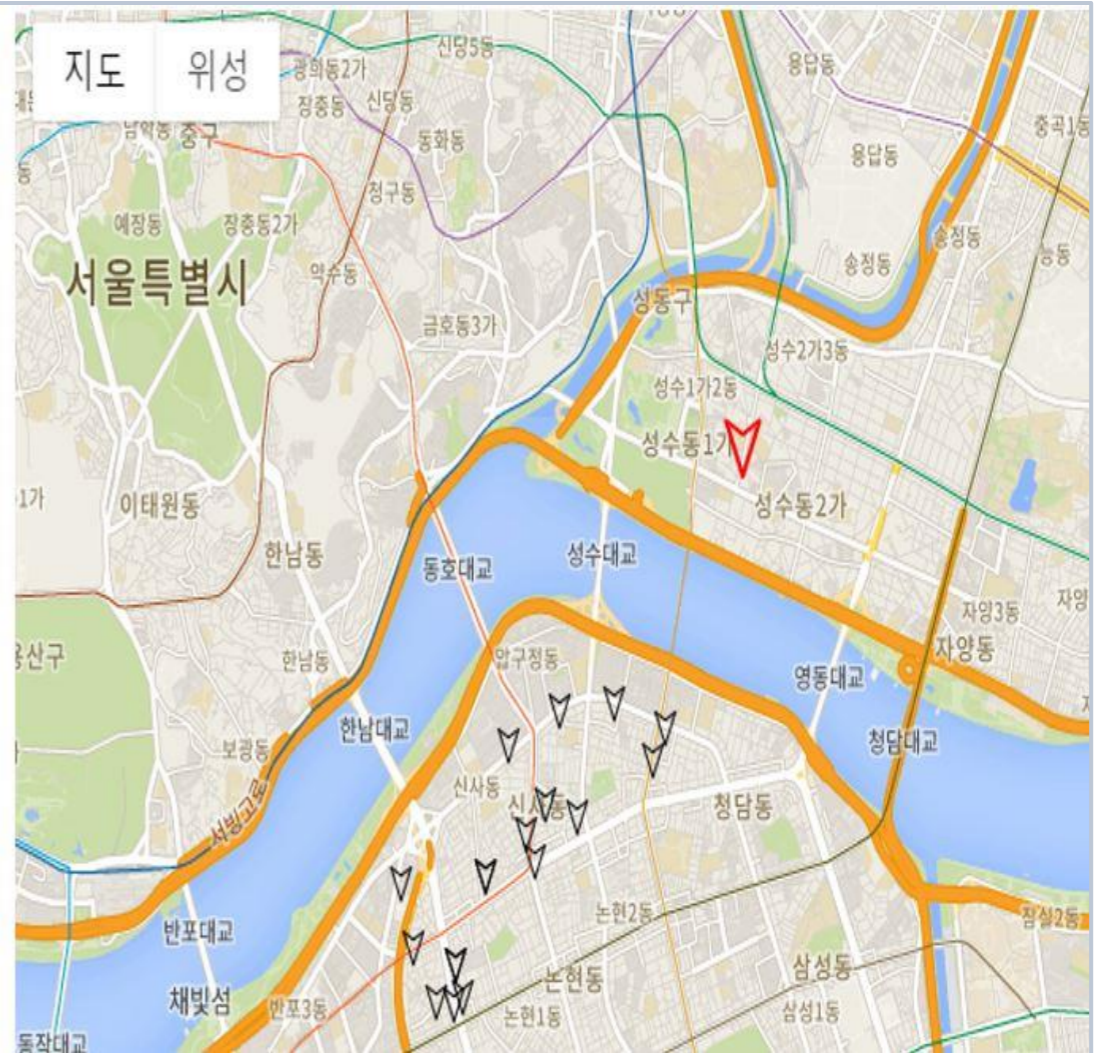 지도 위성
신당5동
용답동
광희동2가
장충동
신당동
중구
동화동
용답동
중곡1동
청구동
예장동
장충동2가
송정동
능동
약수동
송정동
서울특별시
성동구
금호동3가
성수2가3동
성수1가2동
성수동1가
이태원동
성수동2가
한남동
동호대교
성수대교
자양3동
용산구
한남동
압구정동
자양동
영동대교
한남대교
보광동
청담대교
신사동
신사동
청담동
서빙고로
논현2동
잠실2동
반포대교
삼성동
논현동
채빛섬
반포3동
논현1동
삼성1동
동작대교